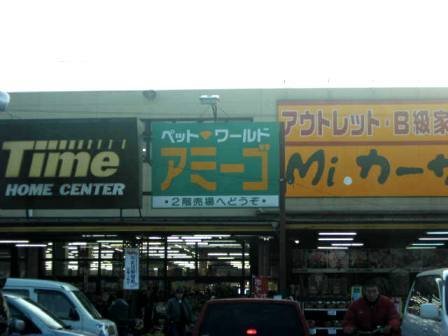 Time
HOME CENTER
ペット・ワールド
アミーゴ
・2階売場へどうぞ・
アウトレット・B級家
Mi.カーサ